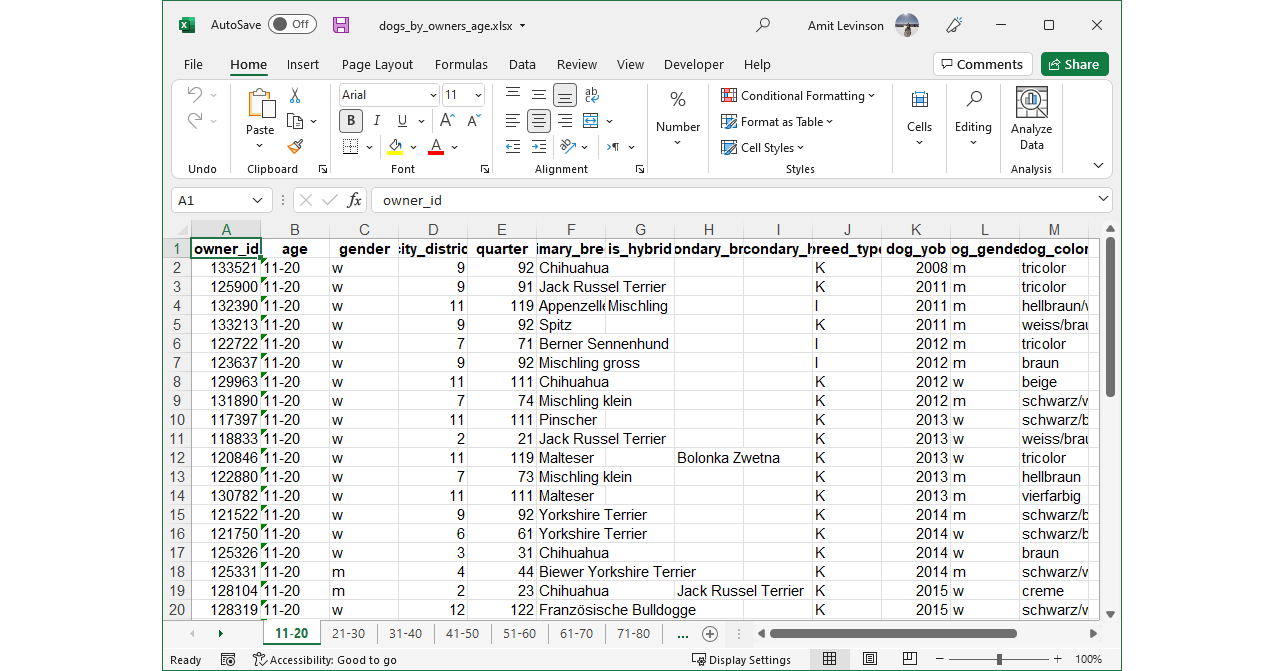 AutoSave Off dogs_by_owners_age.xlsx Amit Levinson
File Home Insert Page Layout Formulas Data Review View Developer Help Comments Share
Paste Arial 11 ab Conditional Formatting
B I U A A % Number Format as Table Cells Editing Analyze Data
A Cell Styles
Undo Clipboard Font Alignment Styles Analysis
A1 fx owner_id
A B C D E F G H I J K L M
1 owner_id age gender city_distric quarter imary_bre is_hybrid ondary_br condary_h reed_type dog_yob og_gende dog_color
2 133521 11-20 w 9 92 Chihuahua K 2008 m tricolor
3 125900 11-20 w 9 91 Jack Russel Terrier K 2011 m tricolor
4 132390 11-20 w 11 119 Appenzelle Mischling I 2011 m hellbraun/w
5 133213 11-20 w 9 92 Spitz K 2011 m weiss/brau
6 122722 11-20 w 7 71 Berner Sennenhund I 2012 m tricolor
7 123637 11-20 w 9 92 Mischling gross I 2012 m braun
8 129963 11-20 w 11 111 Chihuahua K 2012 w beige
9 131890 11-20 w 7 74 Mischling klein K 2012 m schwarz/w
10 117397 11-20 w 11 111 Pinscher K 2013 w schwarz/b
11 118833 11-20 w 2 21 Jack Russel Terrier K 2013 w weiss/brau
12 120846 11-20 w 11 119 Malteser Bolonka Zwetna K 2013 w tricolor
13 122880 11-20 w 7 73 Mischling klein K 2013 m hellbraun
14 130782 11-20 w 11 111 Malteser K 2013 m vierfarbig
15 121522 11-20 w 9 92 Yorkshire Terrier K 2014 m schwarz/b
16 121750 11-20 w 6 61 Yorkshire Terrier K 2014 w schwarz/b
17 125326 11-20 w 3 31 Chihuahua K 2014 w braun
18 125331 11-20 m 4 44 Biewer Yorkshire Terrier K 2014 m schwarz/w
19 128104 11-20 m 2 23 Chihuahua Jack Russel Terrier K 2015 w creme
20 128319 11-20 w 12 122 Französische Bulldogge K 2015 w schwarz/w
11-20 21-30 31-40 41-50 51-60 61-70 71-80 ...
Ready Accessibility: Good to go Display Settings 100%